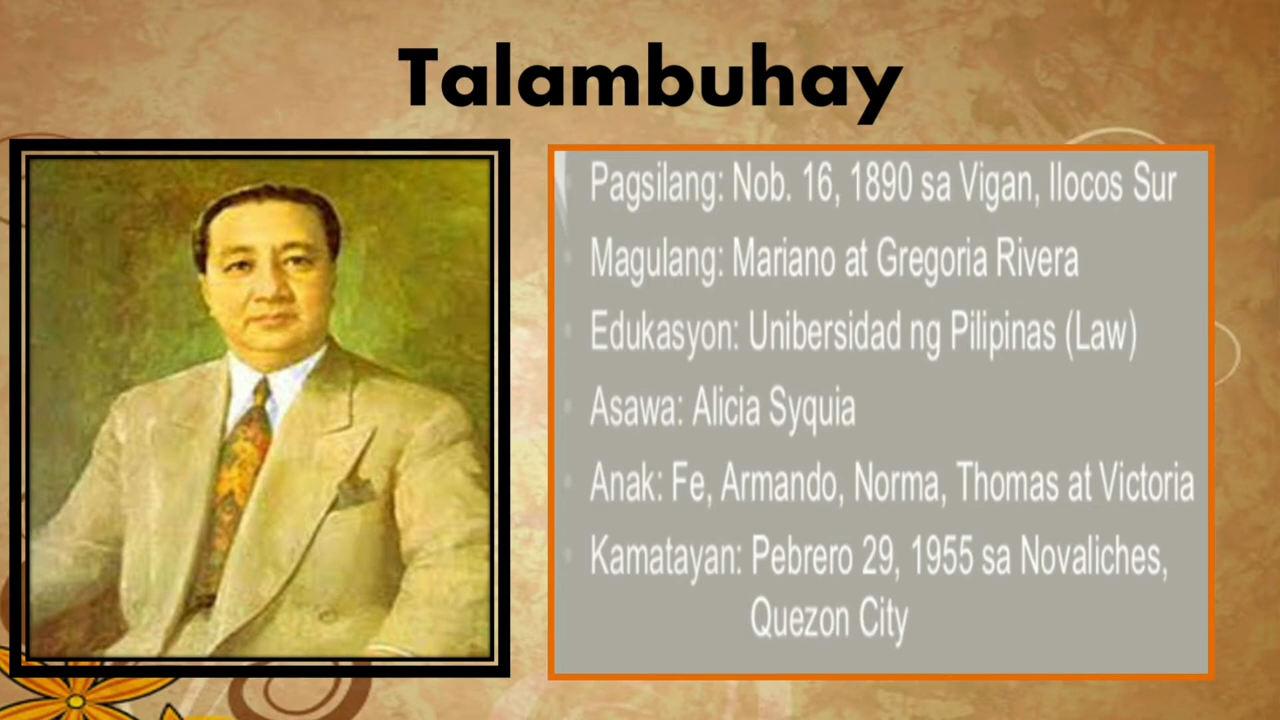 Talambuhay
Pagsilang: Nob. 16, 1890 sa Vigan, Ilocos Sur
Magulang: Mariano at Gregoria Rivera
Edukasyon: Unibersidad ng Pilipinas (Law)
Asawa: Alicia Syquia
Anak: Fe, Armando, Norma, Thomas at Victoria
Kamatayan: Pebrero 29, 1955 sa Novaliches,
Quezon City